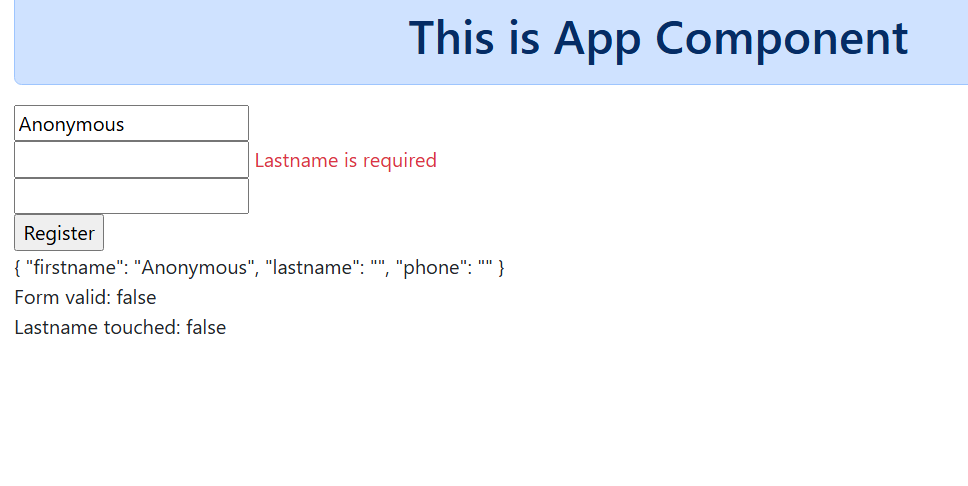 This is App Component
Anonymous
Lastname is required
Register
{ "firstname": "Anonymous", "lastname": "", "phone": "" }
Form valid: false
Lastname touched: false